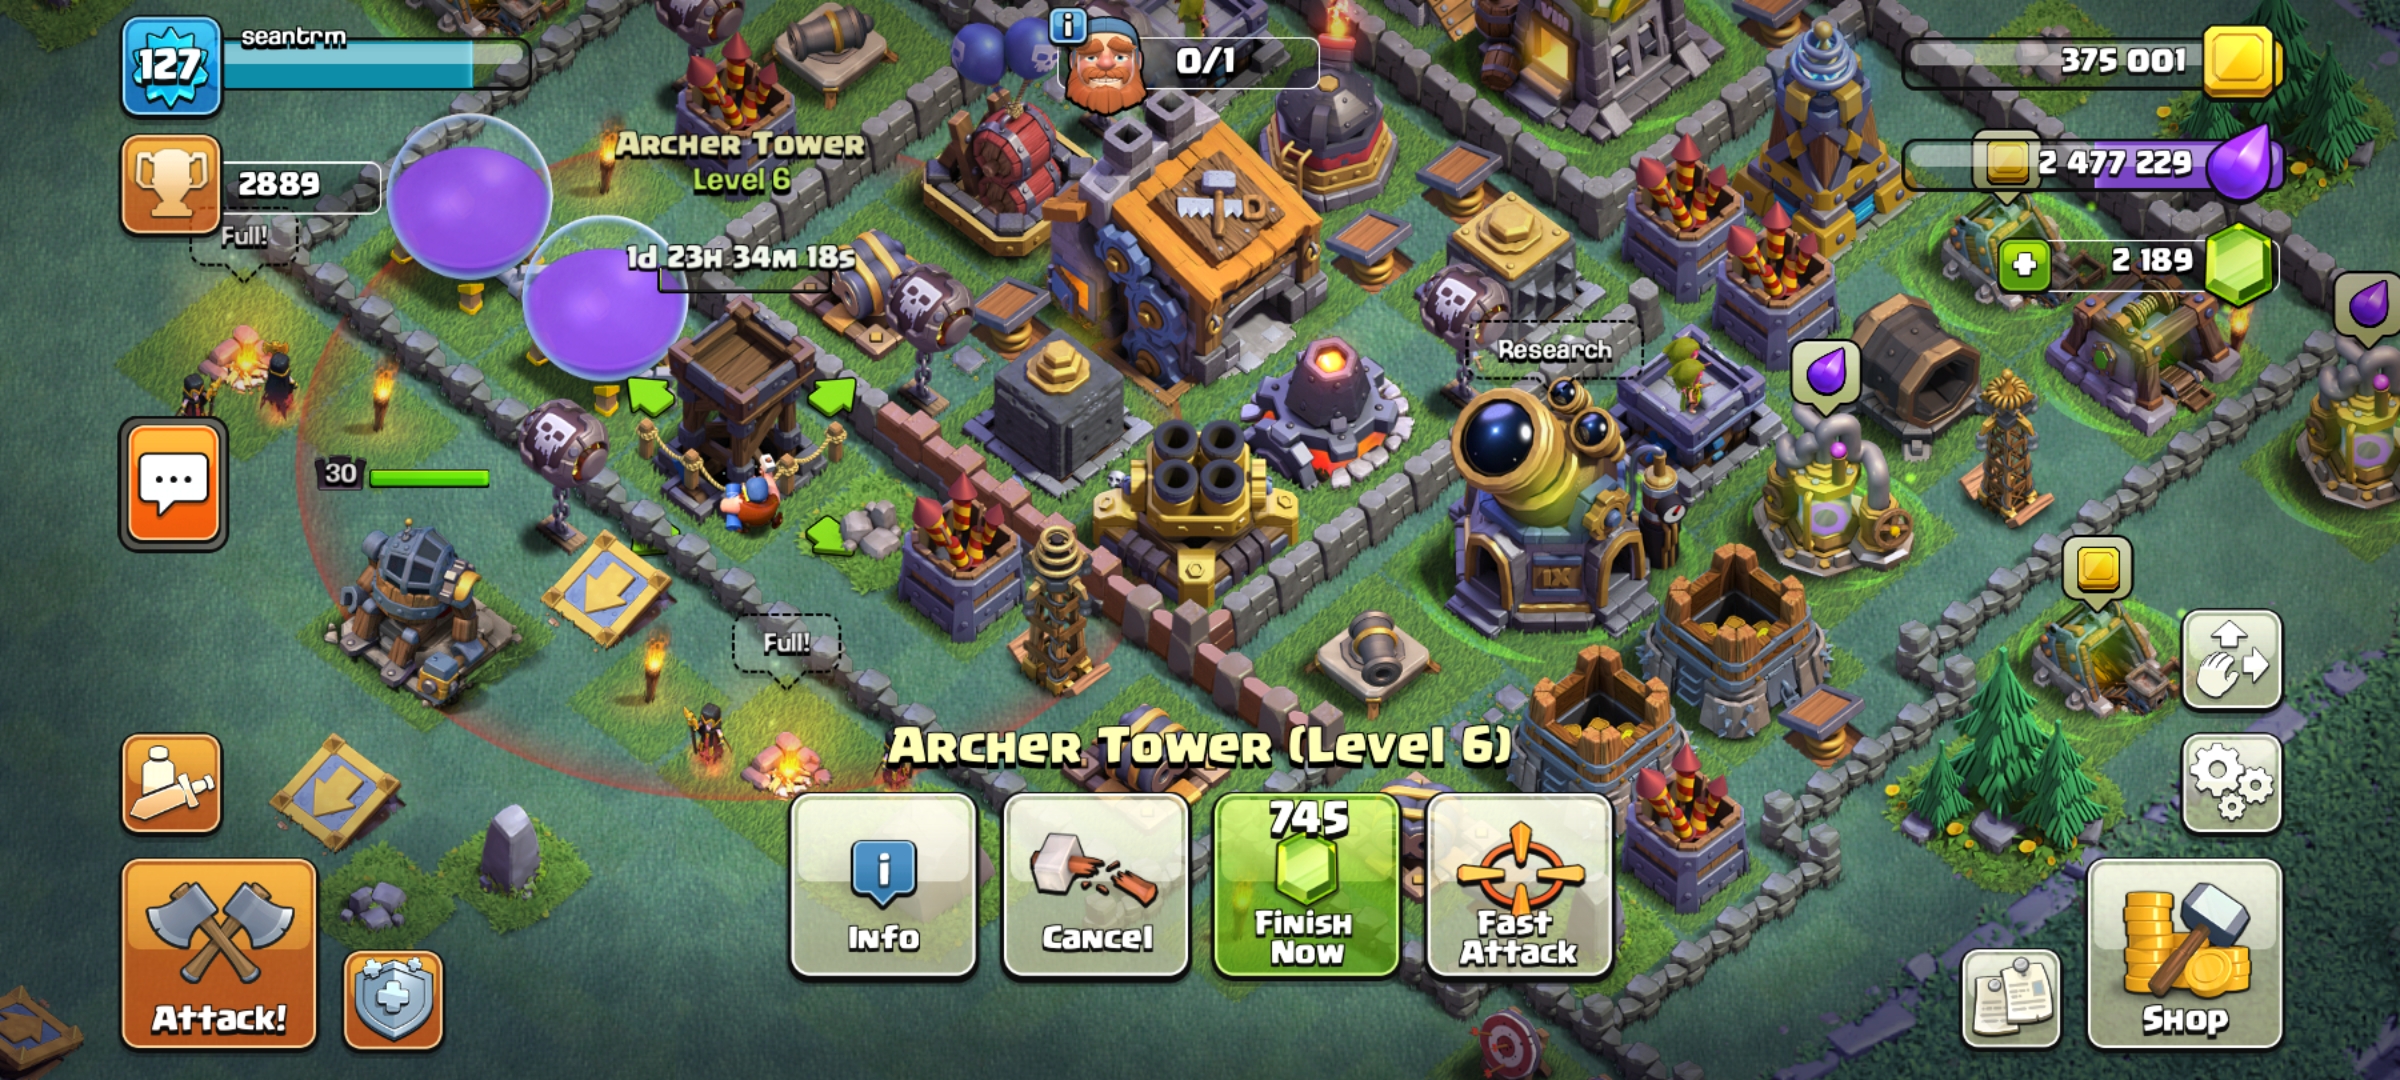 127
seantrm
0/1
375 001
2889
Archer Tower
Level 6
2 477 229
Full!
1d 23h 34m 18s
2 189
Research
30
IX
Full!
Archer Tower (Level 6)
745
Info
Cancel
Finish
Now
Fast
Attack
Attack!
Shop